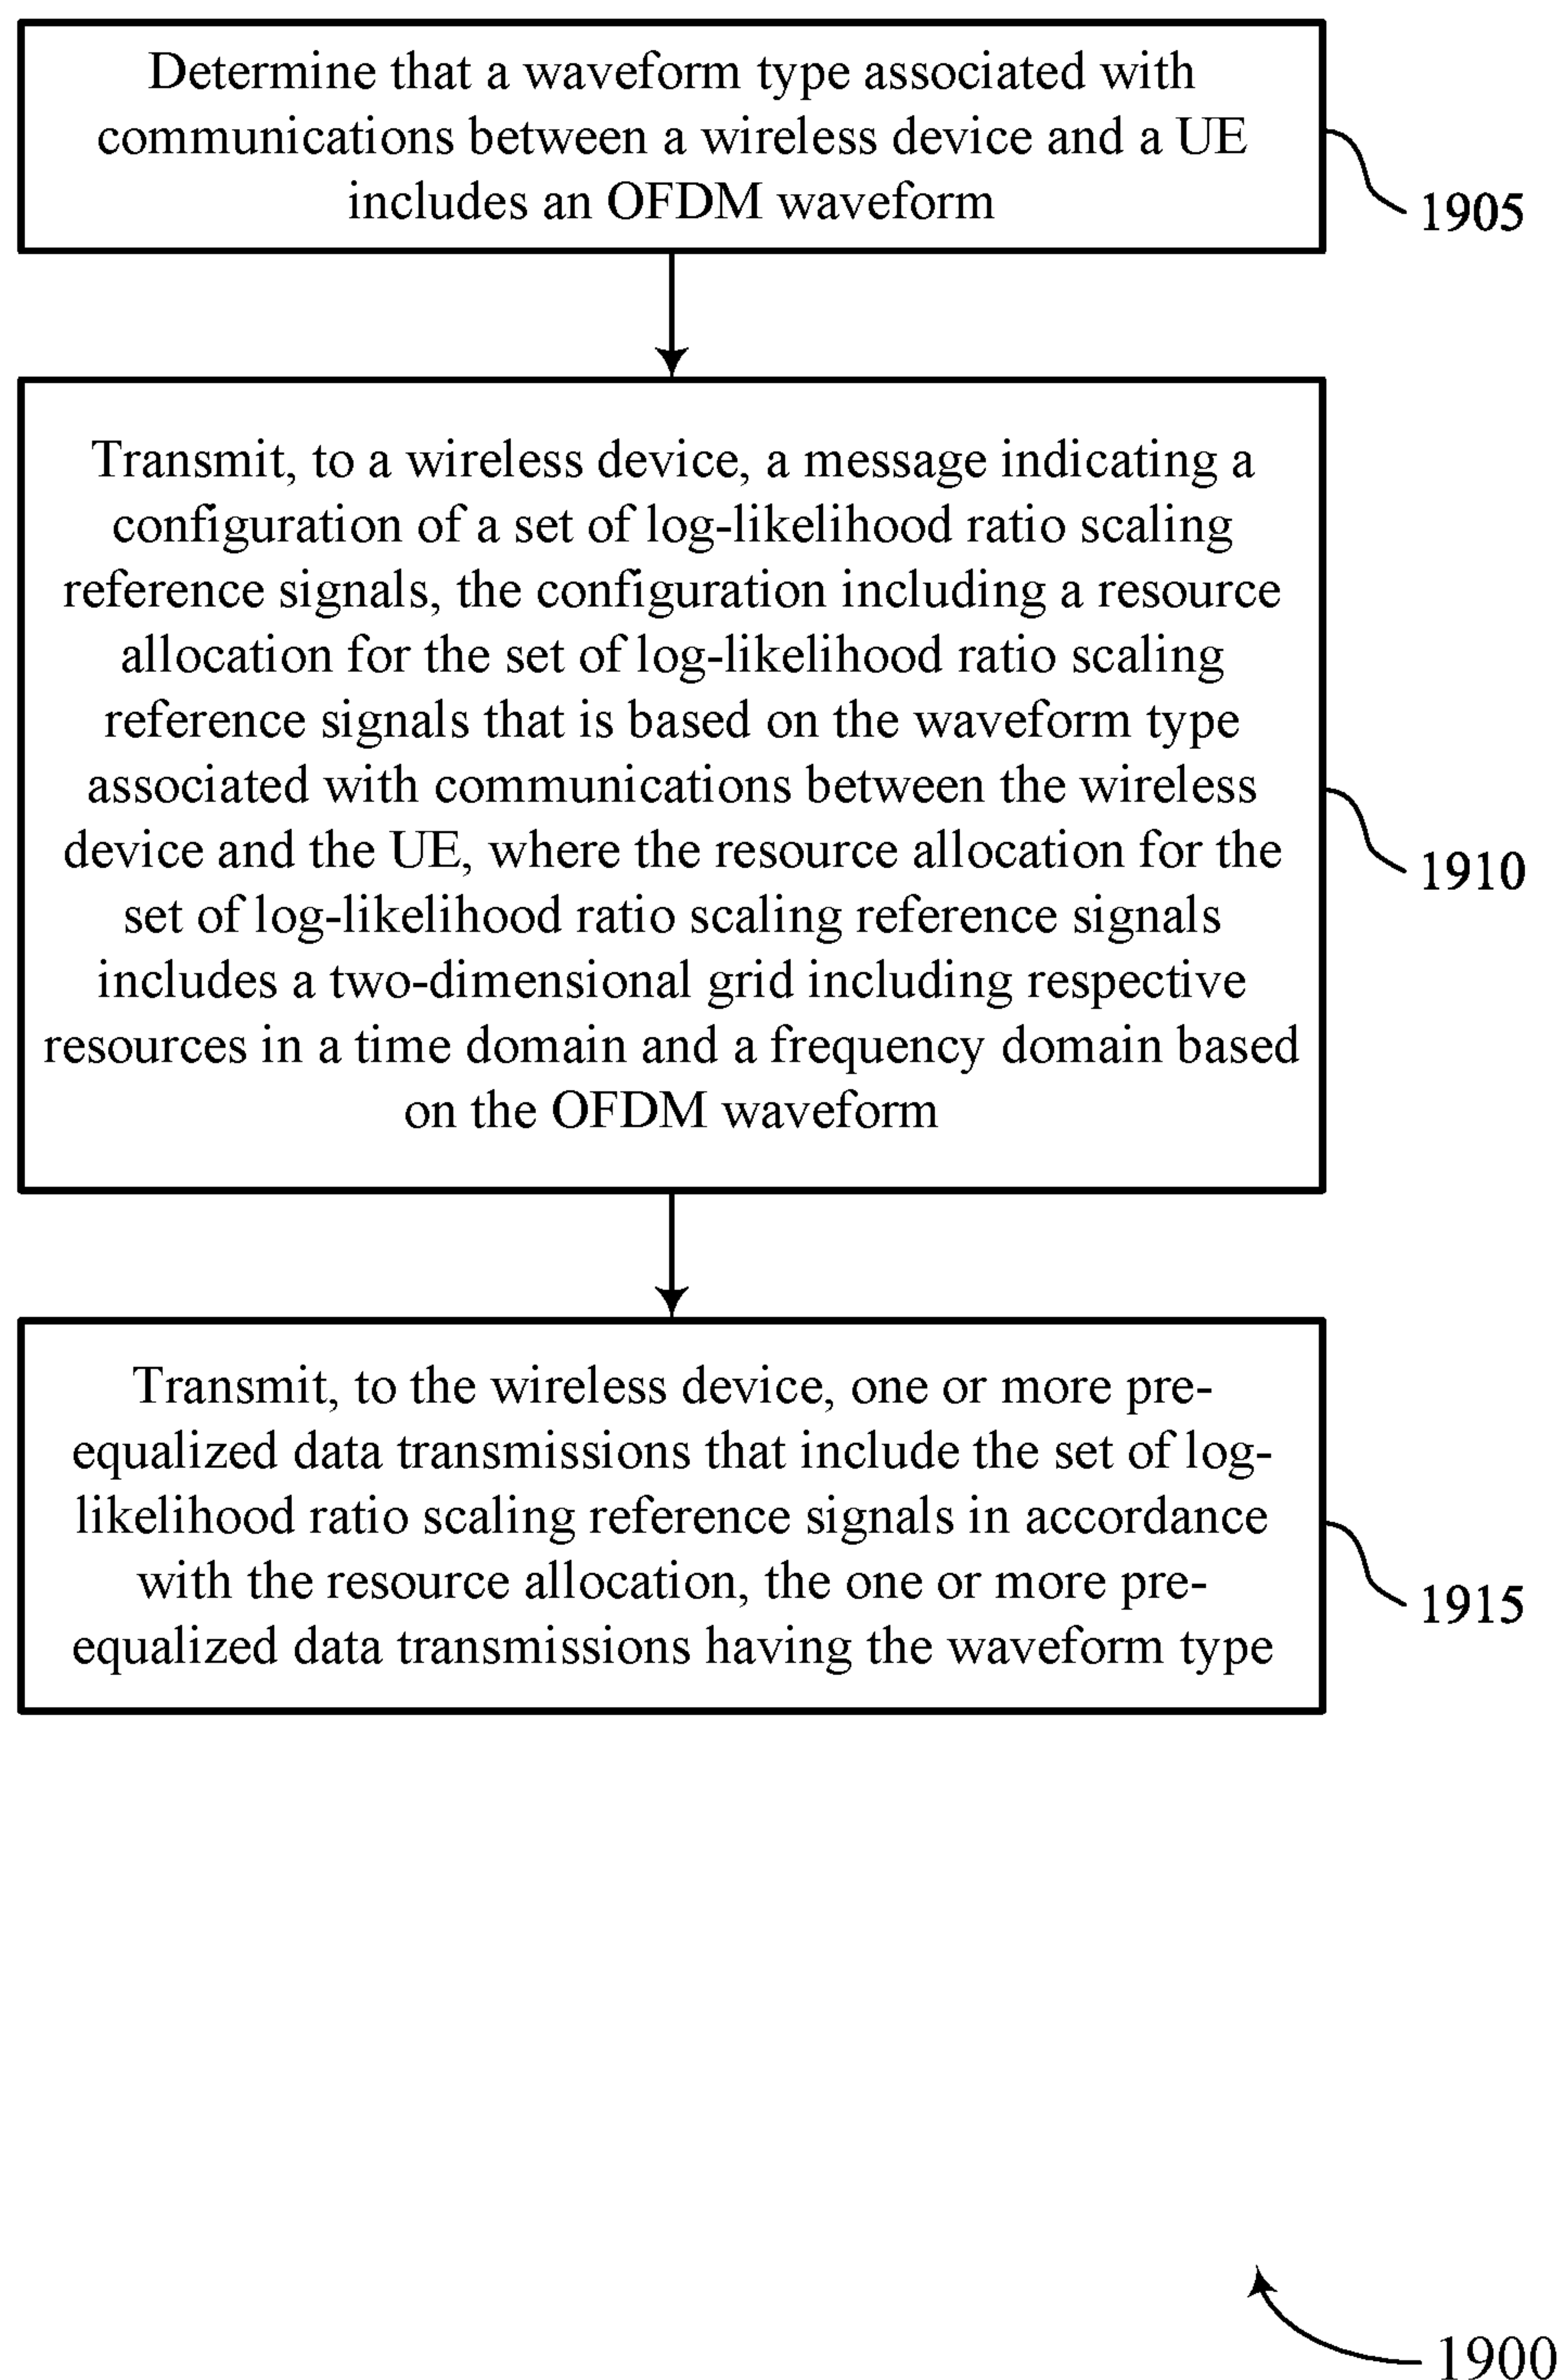 Determine that a waveform type associated with
communications between a wireless device and a UE
includes an OFDM waveform
1905
Transmit, to a wireless device, a message indicating a
configuration of a set of log-likelihood ratio scaling
reference signals, the configuration including a resource
allocation for the set of log-likelihood ratio scaling
reference signals that is based on the waveform type
associated with communications between the wireless
device and the UE, where the resource allocation for the
set of log-likelihood ratio scaling reference signals
includes a two-dimensional grid including respective
resources in a time domain and a frequency domain based
on the OFDM waveform
1910
Transmit, to the wireless device, one or more pre-
equalized data transmissions that include the set of log-
likelihood ratio scaling reference signals in accordance
with the resource allocation, the one or more pre-
equalized data transmissions having the waveform type
1915
1900